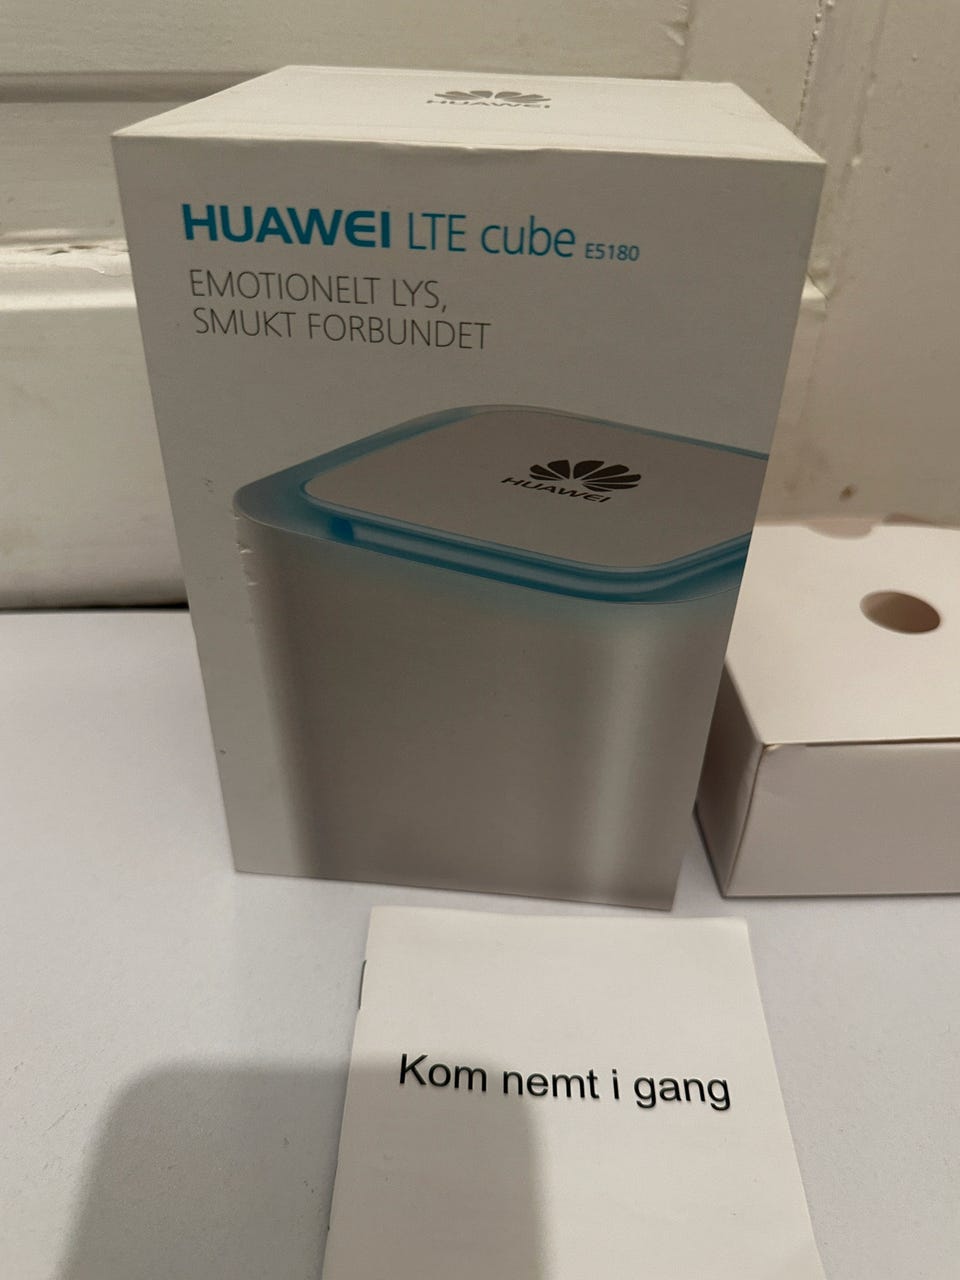 HUAWEI
HUAWEI LTE cube E5180
EMOTIONELT LYS,
SMUKT FORBUNDET
HUAWEI
Kom nemt i gang